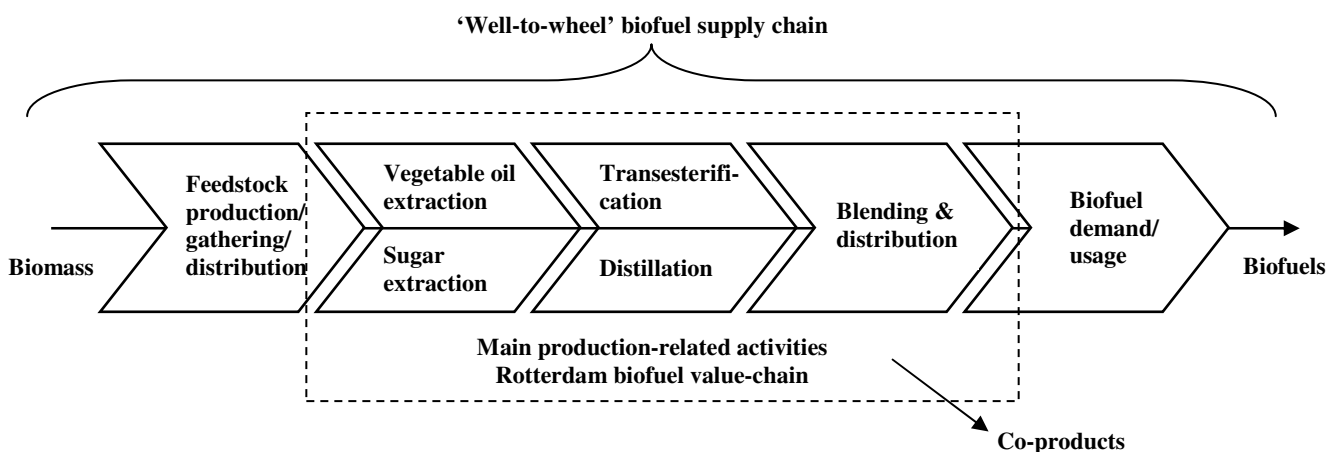 ‘Well-to-wheel’ biofuel supply chain
Biomass
Feedstock
production/
gathering/
distribution
Vegetable oil
extraction
Sugar
extraction
Transesterifi-
cation
Distillation
Blending &
distribution
Biofuel
demand/
usage
Biofuels
Main production-related activities
Rotterdam biofuel value-chain
Co-products